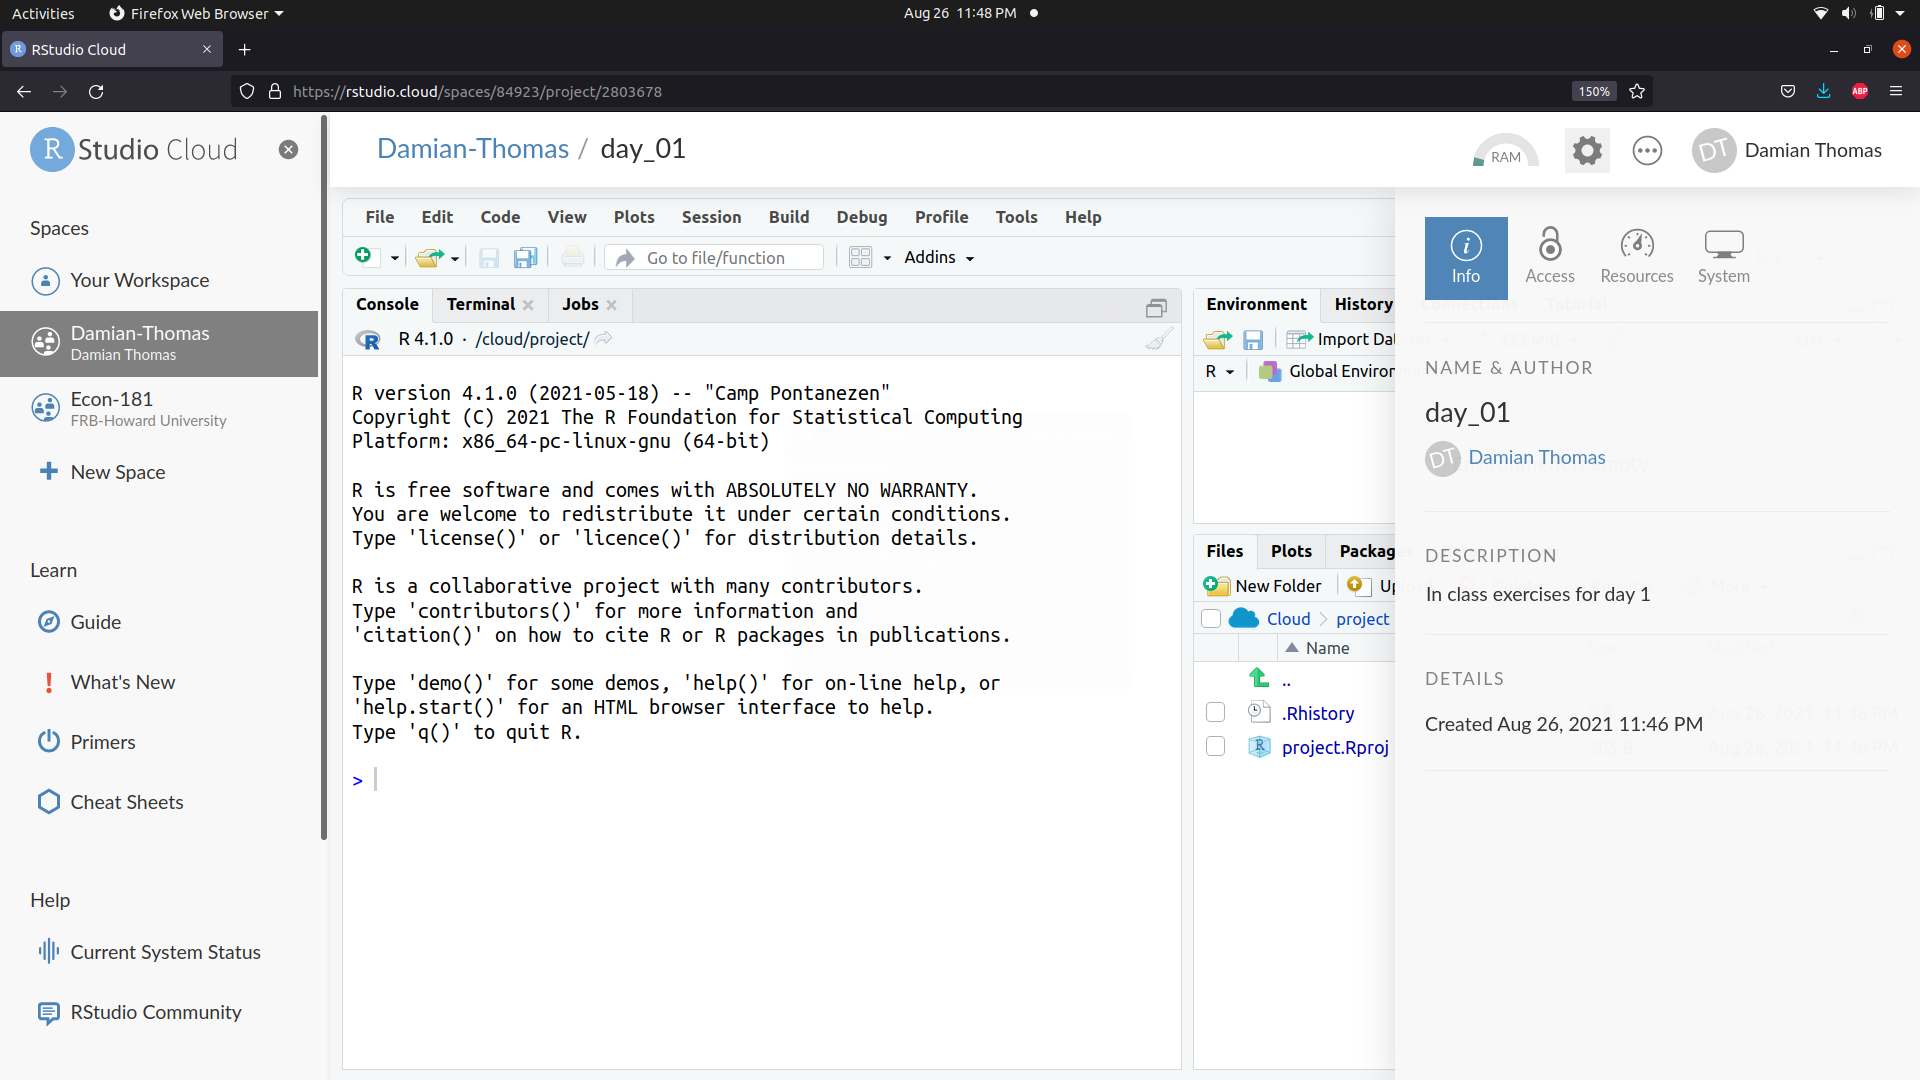 Activities Firefox Web Browser Aug 26 11:48 PM
R RStudio Cloud
https://rstudio.cloud/spaces/84923/project/2803678 150% ABP
R Studio Cloud
Damian-Thomas / day_01
RAM
DT Damian Thomas
Spaces
Your Workspace
Damian-Thomas
Damian Thomas
Econ-181
FRB-Howard University
New Space
Learn
Guide
What's New
Primers
Cheat Sheets
Help
Current System Status
RStudio Community
File Edit Code View Plots Session Build Debug Profile Tools Help
Go to file/function Addins
Console Terminal Jobs
R R 4.1.0 · /cloud/project/
R version 4.1.0 (2021-05-18) -- "Camp Pontanezen"
Copyright (C) 2021 The R Foundation for Statistical Computing
Platform: x86_64-pc-linux-gnu (64-bit)
R is free software and comes with ABSOLUTELY NO WARRANTY.
You are welcome to redistribute it under certain conditions.
Type 'license()' or 'licence()' for distribution details.
R is a collaborative project with many contributors.
Type 'contributors()' for more information and
'citation()' on how to cite R or R packages in publications.
Type 'demo()' for some demos, 'help()' for on-line help, or
'help.start()' for an HTML browser interface to help.
Type 'q()' to quit R.
>
Environment History Connections Tutorial
Import Da
R Global Environ
Files Plots Packag
New Folder Up
Cloud project
Name
..
.Rhistory
R project.Rproj
Info Access Resources System
NAME & AUTHOR
day_01
DT Damian Thomas
DESCRIPTION
In class exercises for day 1
DETAILS
Created Aug 26, 2021 11:46 PM